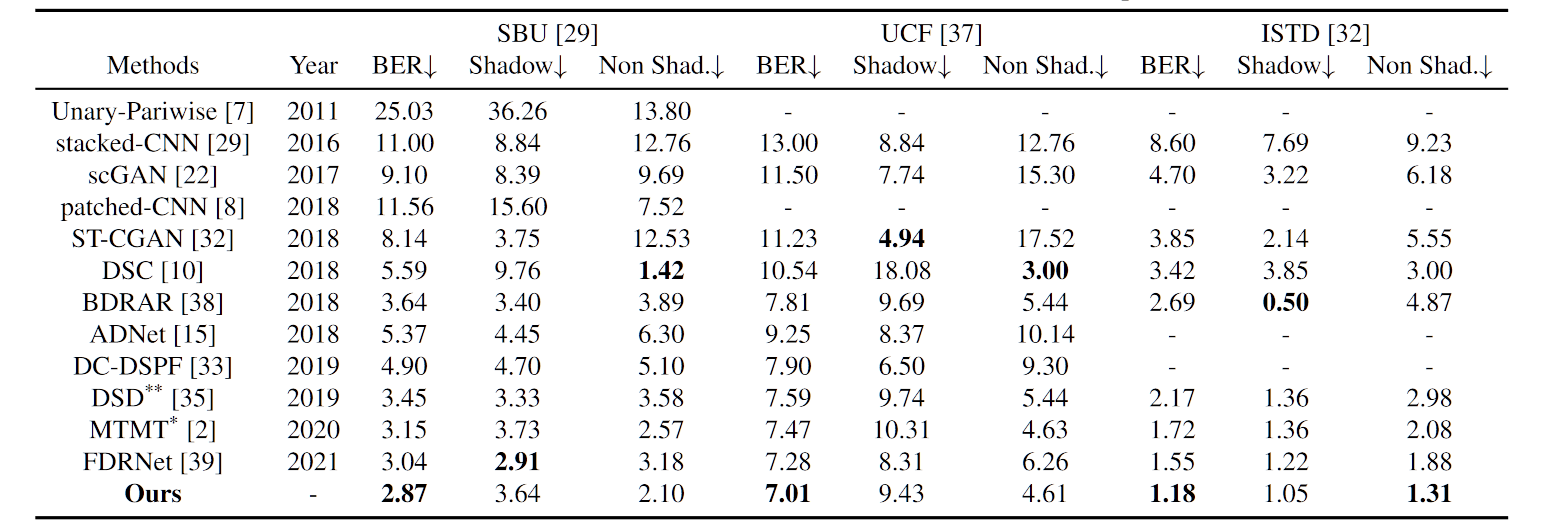 SBU [29] UCF [37] ISTD [32]
Methods Year BER↓ Shadow↓ Non Shad.↓ BER↓ Shadow↓ Non Shad.↓ BER↓ Shadow↓ Non Shad.↓
Unary-Pariwise [7] 2011 25.03 36.26 13.80 - - - - - -
stacked-CNN [29] 2016 11.00 8.84 12.76 13.00 8.84 12.76 8.60 7.69 9.23
scGAN [22] 2017 9.10 8.39 9.69 11.50 7.74 15.30 4.70 3.22 6.18
patched-CNN [8] 2018 11.56 15.60 7.52 - - - - - -
ST-CGAN [32] 2018 8.14 3.75 12.53 11.23 4.94 17.52 3.85 2.14 5.55
DSC [10] 2018 5.59 9.76 1.42 10.54 18.08 3.00 3.42 3.85 3.00
BDRAR [38] 2018 3.64 3.40 3.89 7.81 9.69 5.44 2.69 0.50 4.87
ADNet [15] 2018 5.37 4.45 6.30 9.25 8.37 10.14 - - -
DC-DSPF [33] 2019 4.90 4.70 5.10 7.90 6.50 9.30 - - -
DSD** [35] 2019 3.45 3.33 3.58 7.59 9.74 5.44 2.17 1.36 2.98
MTMT* [2] 2020 3.15 3.73 2.57 7.47 10.31 4.63 1.72 1.36 2.08
FDRNet [39] 2021 3.04 2.91 3.18 7.28 8.31 6.26 1.55 1.22 1.88
Ours - 2.87 3.64 2.10 7.01 9.43 4.61 1.18 1.05 1.31